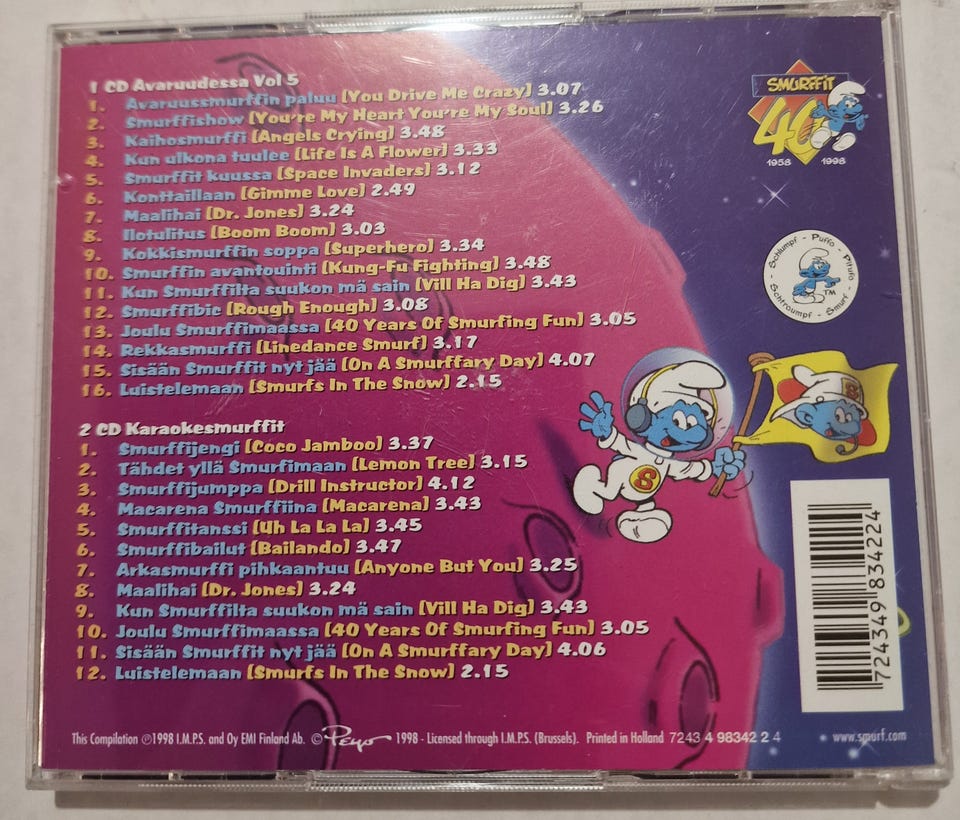 1 CD Avaruudessa Vol 5
1. Avaruussmurffin paluu (You Drive Me Crazy) 3.07
2. Smurffishow (You're My Heart You're My Soul) 3.26
3. Kaihosmurffi (Angels Crying) 3.48
4. Kun ulkona tuulee (Life Is A Flower) 3.33
5. Smurffit kuussa (Space Invaders) 3.12
6. Konttaillaan (Gimme Love) 2.49
7. Maalihai (Dr. Jones) 3.24
8. Ilotulitus (Boom Boom) 3.03
9. Kokkismurffin soppa (Superhero) 3.34
10. Smurffin avantouinti (Kung-Fu Fighting) 3.48
11. Kun Smurffilta suukon mä sain (Vill Ha Dig) 3.43
12. Smurffibic (Rough Enough) 3.08
13. Joulu Smurffimaassa (40 Years Of Smurfing Fun) 3.05
14. Rekkasmurffi (Linedance Smurf) 3.17
15. Sisään Smurffit nyt jää (On A Smurffary Day) 4.07
16. Luistelemaan (Smurfs In The Snow) 2.15
2 CD Karaokesmurffit
1. Smurffijengi (Coco Jamboo) 3.37
2. Tähdet yllä Smurfimaan (Lemon Tree) 3.15
3. Smurffijumppa (Drill Instructor) 4.12
4. Macarena Smurffiina (Macarena) 3.43
5. Smurffitanssi (Uh La La La) 3.45
6. Smurffibailut (Bailando) 3.47
7. Arkasmurffi pihkaantuu (Anyone But You) 3.25
8. Maalihai (Dr. Jones) 3.24
9. Kun Smurffilta suukon mä sain (Vill Ha Dig) 3.43
10. Joulu Smurffimaassa (40 Years Of Smurfing Fun) 3.05
11. Sisään Smurffit nyt jää (On A Smurffary Day) 4.06
12. Luistelemaan (Smurfs In The Snow) 2.15
SMURFFIT
40
1958 1998
Schlumpf - Puffo - Pitufo - Smurf - Schtroumpf -
TM
S
S
7 24349 83422 4
This Compilation ℗1998 I.M.P.S. and Oy EMI Finland Ab. © Peyo 1998 - Licensed through I.M.P.S. (Brussels). Printed in Holland 7243 4 98342 2 4
www.smurf.com